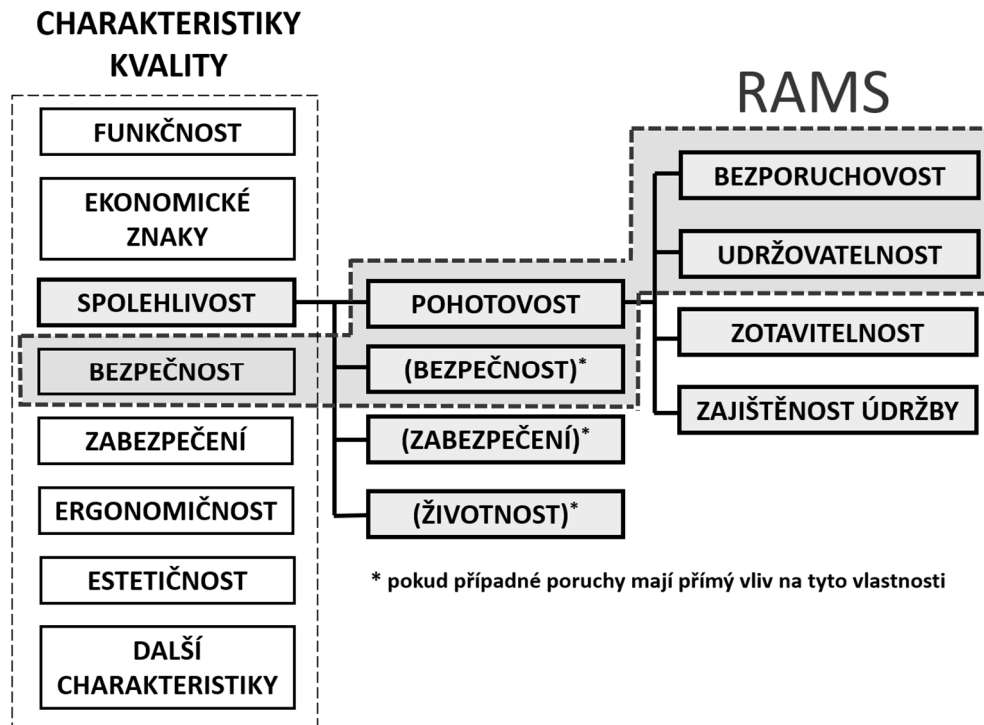 CHARAKTERISTIKY
KVALITY
FUNKČNOST
EKONOMICKÉ
ZNAKY
SPOLEHLIVOST
BEZPEČNOST
ZABEZPEČENÍ
ERGONOMIČNOST
ESTETIČNOST
DALŠÍ
CHARAKTERISTIKY
POHOTOVOST
(BEZPEČNOST)*
(ZABEZPEČENÍ)*
(ŽIVOTNOST)*
RAMS
BEZPORUCHOVOST
UDRŽOVATELNOST
ZOTAVITELNOST
ZAJIŠTĚNOST ÚDRŽBY
* pokud případné poruchy mají přímý vliv na tyto vlastnosti